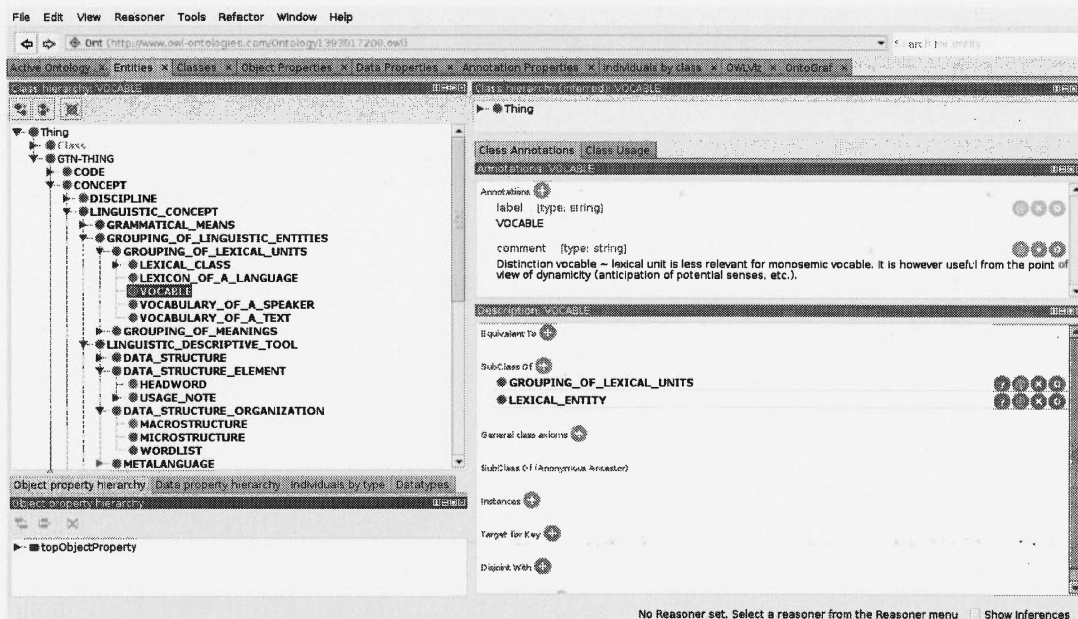 File Edit View Reasoner Tools Refactor Window Help
Ont (http://www.owl-ontologies.com/Ontology1393017208.owl)
Search for entity
Active Ontology × Entities × Classes × Object Properties × Data Properties × Annotation Properties × Individuals by class × OWLViz × OntoGraf ×
Class hierarchy: VOCABLE
Thing
Class
GTN-THING
CODE
CONCEPT
DISCIPLINE
LINGUISTIC_CONCEPT
GRAMMATICAL_MEANS
GROUPING_OF_LINGUISTIC_ENTITIES
GROUPING_OF_LEXICAL_UNITS
LEXICAL_CLASS
LEXICON_OF_A_LANGUAGE
VOCABLE
VOCABULARY_OF_A_SPEAKER
VOCABULARY_OF_A_TEXT
GROUPING_OF_MEANINGS
LINGUISTIC_DESCRIPTIVE_TOOL
DATA_STRUCTURE
DATA_STRUCTURE_ELEMENT
HEADWORD
USAGE_NOTE
DATA_STRUCTURE_ORGANIZATION
MACROSTRUCTURE
MICROSTRUCTURE
WORDLIST
METALANGUAGE
Object property hierarchy Data property hierarchy Individuals by type Datatypes
Object property hierarchy
topObjectProperty
Class hierarchy (inferred): VOCABLE
Thing
Class Annotations Class Usage
Annotations: VOCABLE
Annotations
label [type: string]
VOCABLE
comment [type: string]
Distinction vocable ~ lexical unit is less relevant for monosemic vocable. It is however useful from the point of
view of dynamicity (anticipation of potential senses, etc.).
Description: VOCABLE
Equivalent To
SubClass Of
GROUPING_OF_LEXICAL_UNITS
LEXICAL_ENTITY
General class axioms
SubClass Of (Anonymous Ancestor)
Instances
Target for Key
Disjoint With
No Reasoner set. Select a reasoner from the Reasoner menu Show Inferences